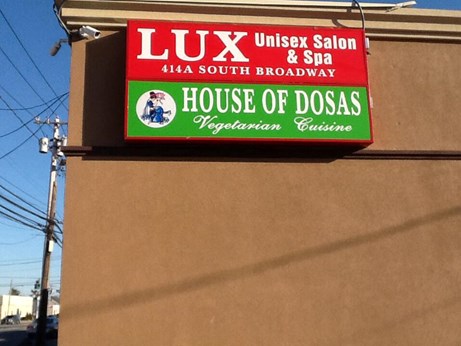 LUX Unisex Salon
& Spa
414A SOUTH BROADWAY
HOUSE OF DOSAS
Vegetarian Cuisine